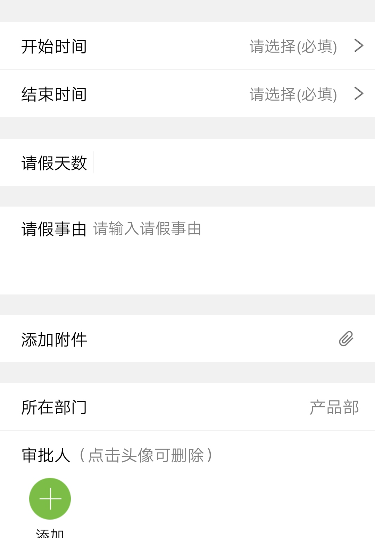 开始时间 请选择(必填)
结束时间 请选择(必填)
请假天数
请假事由 请输入请假事由
添加附件
所在部门 产品部
审批人（点击头像可删除）
添加